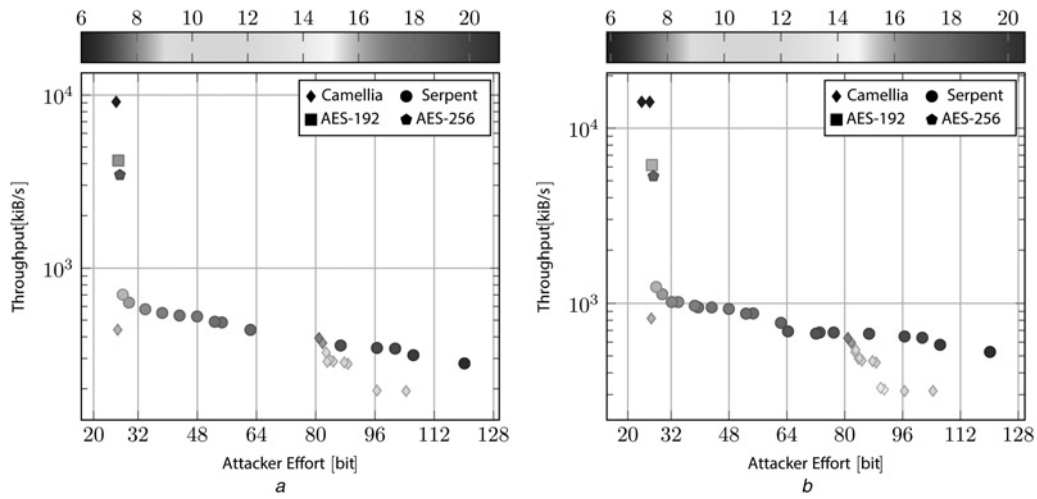 6 8 10 12 14 16 18 20
6 8 10 12 14 16 18 20
10^4
10^3
Throughput[kiB/s]
Camellia Serpent
AES-192 AES-256
20 32 48 64 80 96 112 128
Attacker Effort [bit]
a
10^4
10^3
Throughput[kiB/s]
Camellia Serpent
AES-192 AES-256
20 32 48 64 80 96 112 128
Attacker Effort [bit]
b